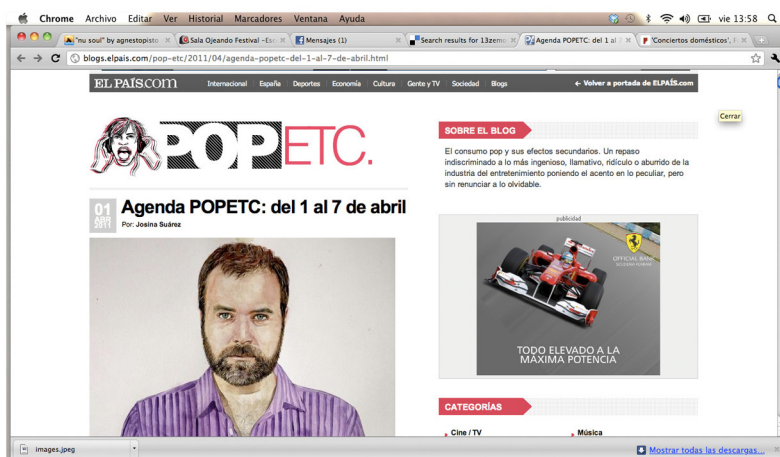 Chrome Archivo Editar Ver Historial Marcadores Ventana Ayuda vie 13:58
"nu soul" by agnestopisto
Sala Ojeando Festival
Mensajes (1)
Search results for 13zemo
Agenda POPETC: del 1 al 7
'Conciertos domésticos',
blogs.elpais.com/pop-etc/2011/04/agenda-popetc-del-1-al-7-de-abril.html
EL PAÍS.COM Internacional España Deportes Economía Cultura Gente y TV Sociedad Blogs ← Volver a portada de ELPAÍS.com
Cerrar
POPETC.
01
ABR
2011
Agenda POPETC: del 1 al 7 de abril
Por: Josina Suárez
SOBRE EL BLOG
El consumo pop y sus efectos secundarios. Un repaso
indiscriminado a lo más ingenioso, llamativo, ridículo o aburrido de la
industria del entretenimiento poniendo el acento en lo peculiar, pero
sin renunciar a lo olvidable.
publicidad
OFFICIAL BANK
SCUDERIA FERRARI
TODO ELEVADO A LA
MÁXIMA POTENCIA
CATEGORÍAS
Cine / TV Música
images.jpeg
Mostrar todas las descargas...